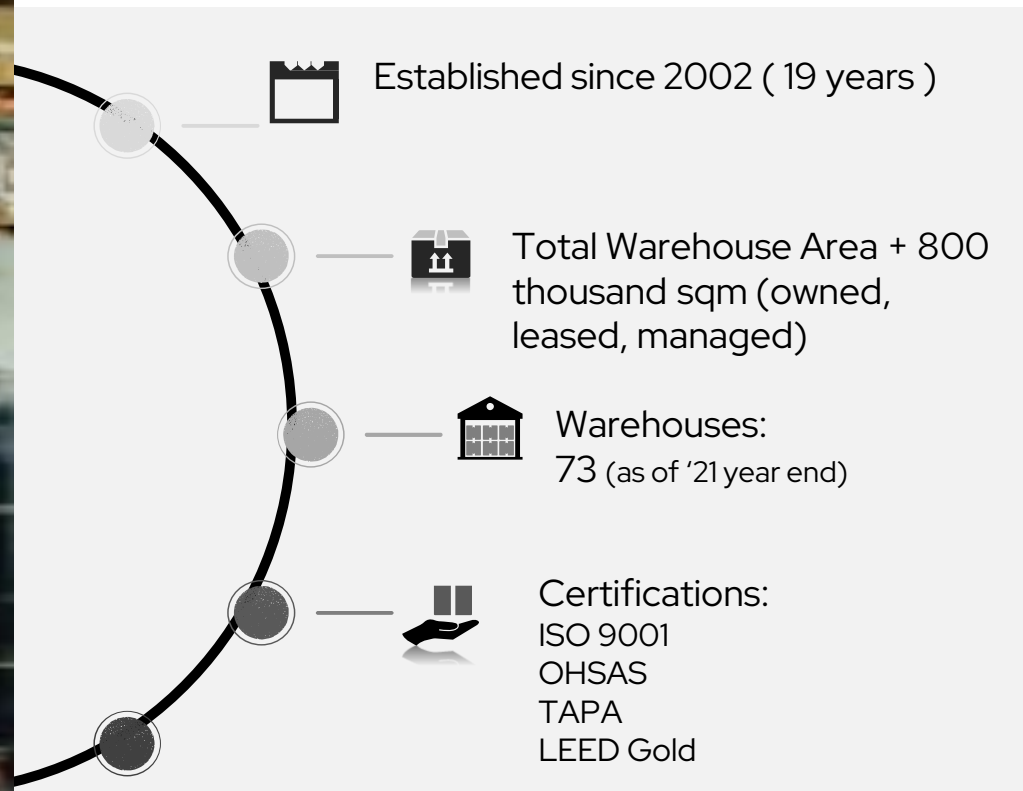 Established since 2002 ( 19 years )
Total Warehouse Area + 800
thousand sqm (owned,
leased, managed)
Warehouses:
73 (as of ‘21 year end)
Certifications:
ISO 9001
OHSAS
TAPA
LEED Gold